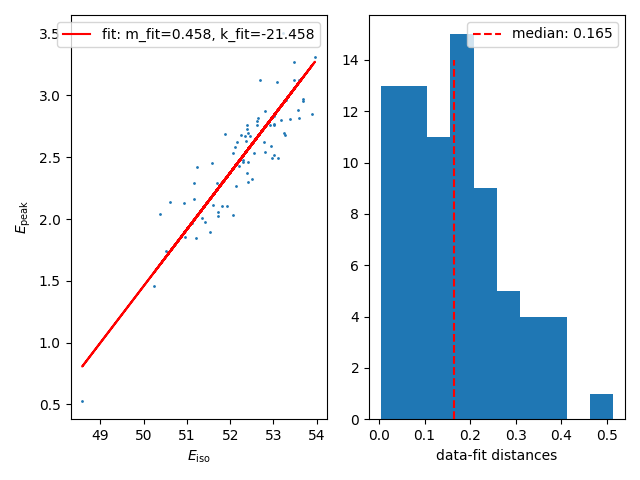 fit: m_fit=0.458, k_fit=-21.458
3.5
3.0
2.5
2.0
1.5
1.0
0.5
E_peak
49 50 51 52 53 54
E_iso
median: 0.165
14
12
10
8
6
4
2
0
0.0 0.1 0.2 0.3 0.4 0.5
data-fit distances